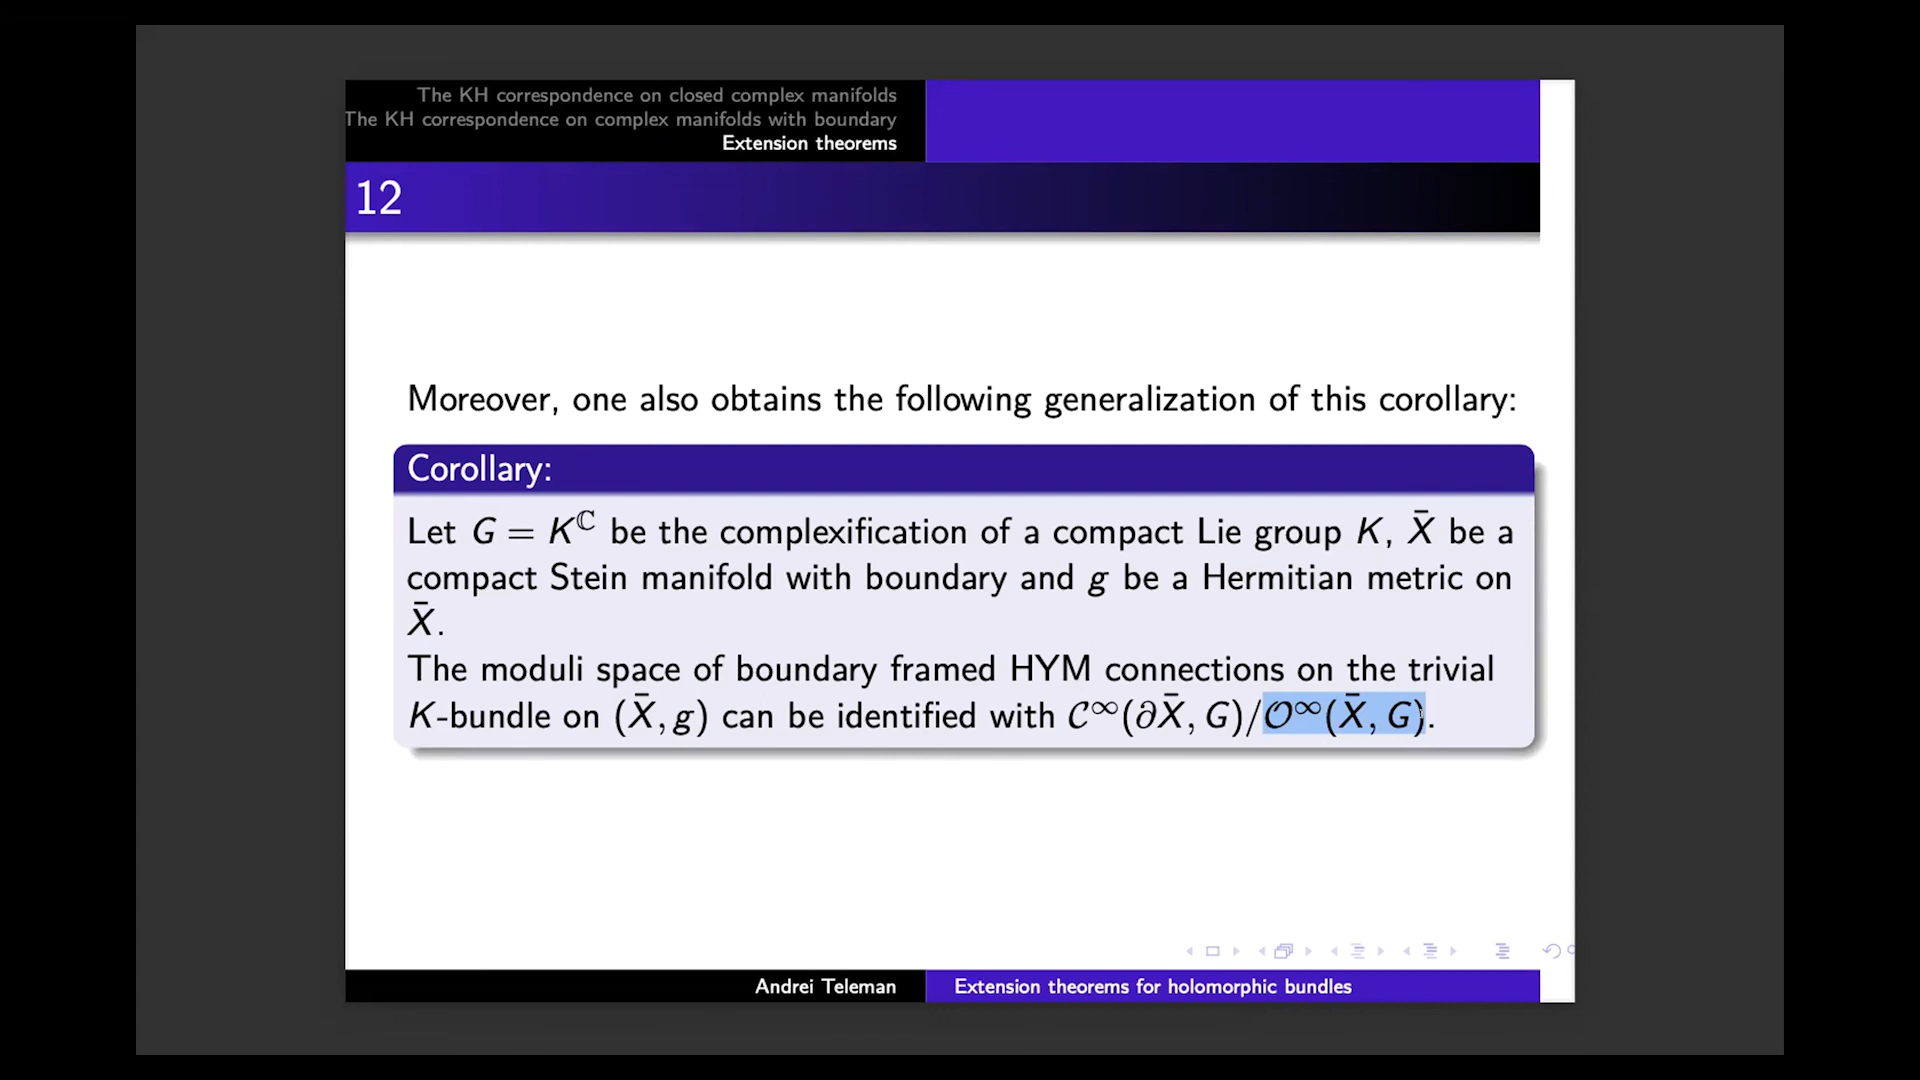 The KH correspondence on closed complex manifolds
The KH correspondence on complex manifolds with boundary
Extension theorems
12
Moreover, one also obtains the following generalization of this corollary:
Corollary:
Let G = K^ℂ be the complexification of a compact Lie group K, X̄ be a
compact Stein manifold with boundary and g be a Hermitian metric on
X̄.
The moduli space of boundary framed HYM connections on the trivial
K-bundle on (X̄, g) can be identified with 𝒞^∞(∂X̄, G)/𝒪^∞(X̄, G).
Andrei Teleman
Extension theorems for holomorphic bundles